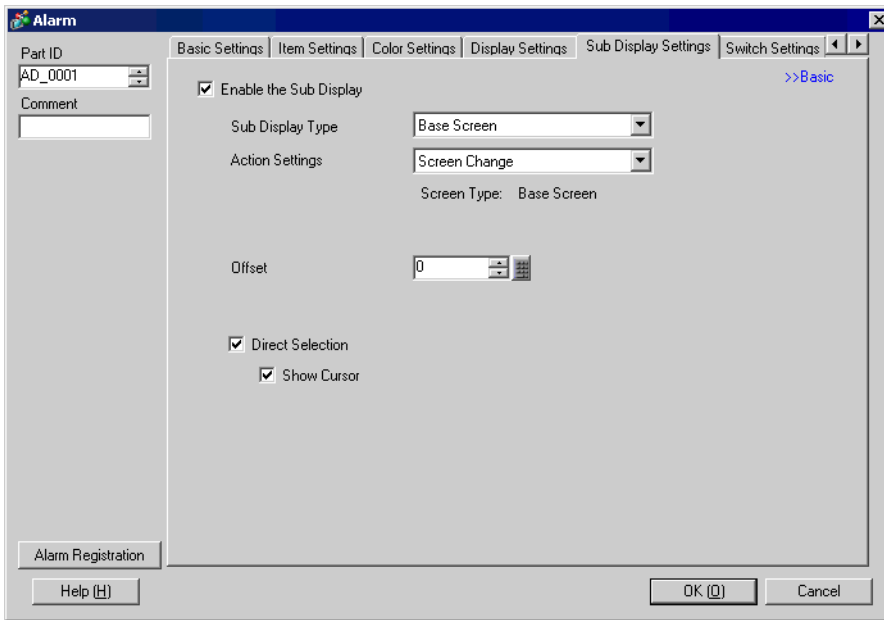 Alarm
Part ID
AD_0001
Comment
Basic Settings Item Settings Color Settings Display Settings Sub Display Settings Switch Settings
>>Basic
Enable the Sub Display
Sub Display Type Base Screen
Action Settings Screen Change
Screen Type: Base Screen
Offset 0
Direct Selection
Show Cursor
Alarm Registration
Help (H) OK (O) Cancel